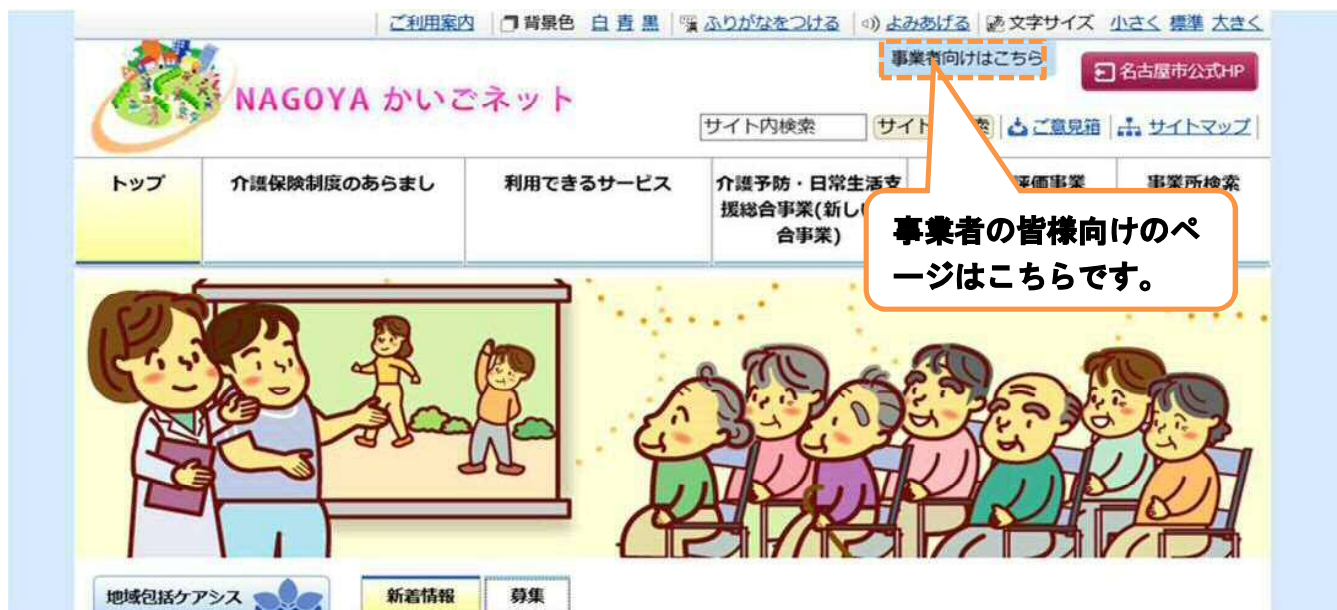 ご利用案内 背景色 白 青 黒 ふりがなをつける よみあげる 文字サイズ 小さく 標準 大きく
事業者向けはこちら
名古屋市公式HP
NAGOYA かいごネット
サイト内検索 サイト ご意見箱 サイトマップ
トップ 介護保険制度のあらまし 利用できるサービス 介護予防・日常生活支 評価事業 事業所検索
援総合事業(新しい
合事業)
事業者の皆様向けのペ
ージはこちらです。
地域包括ケアシス 新着情報 募集